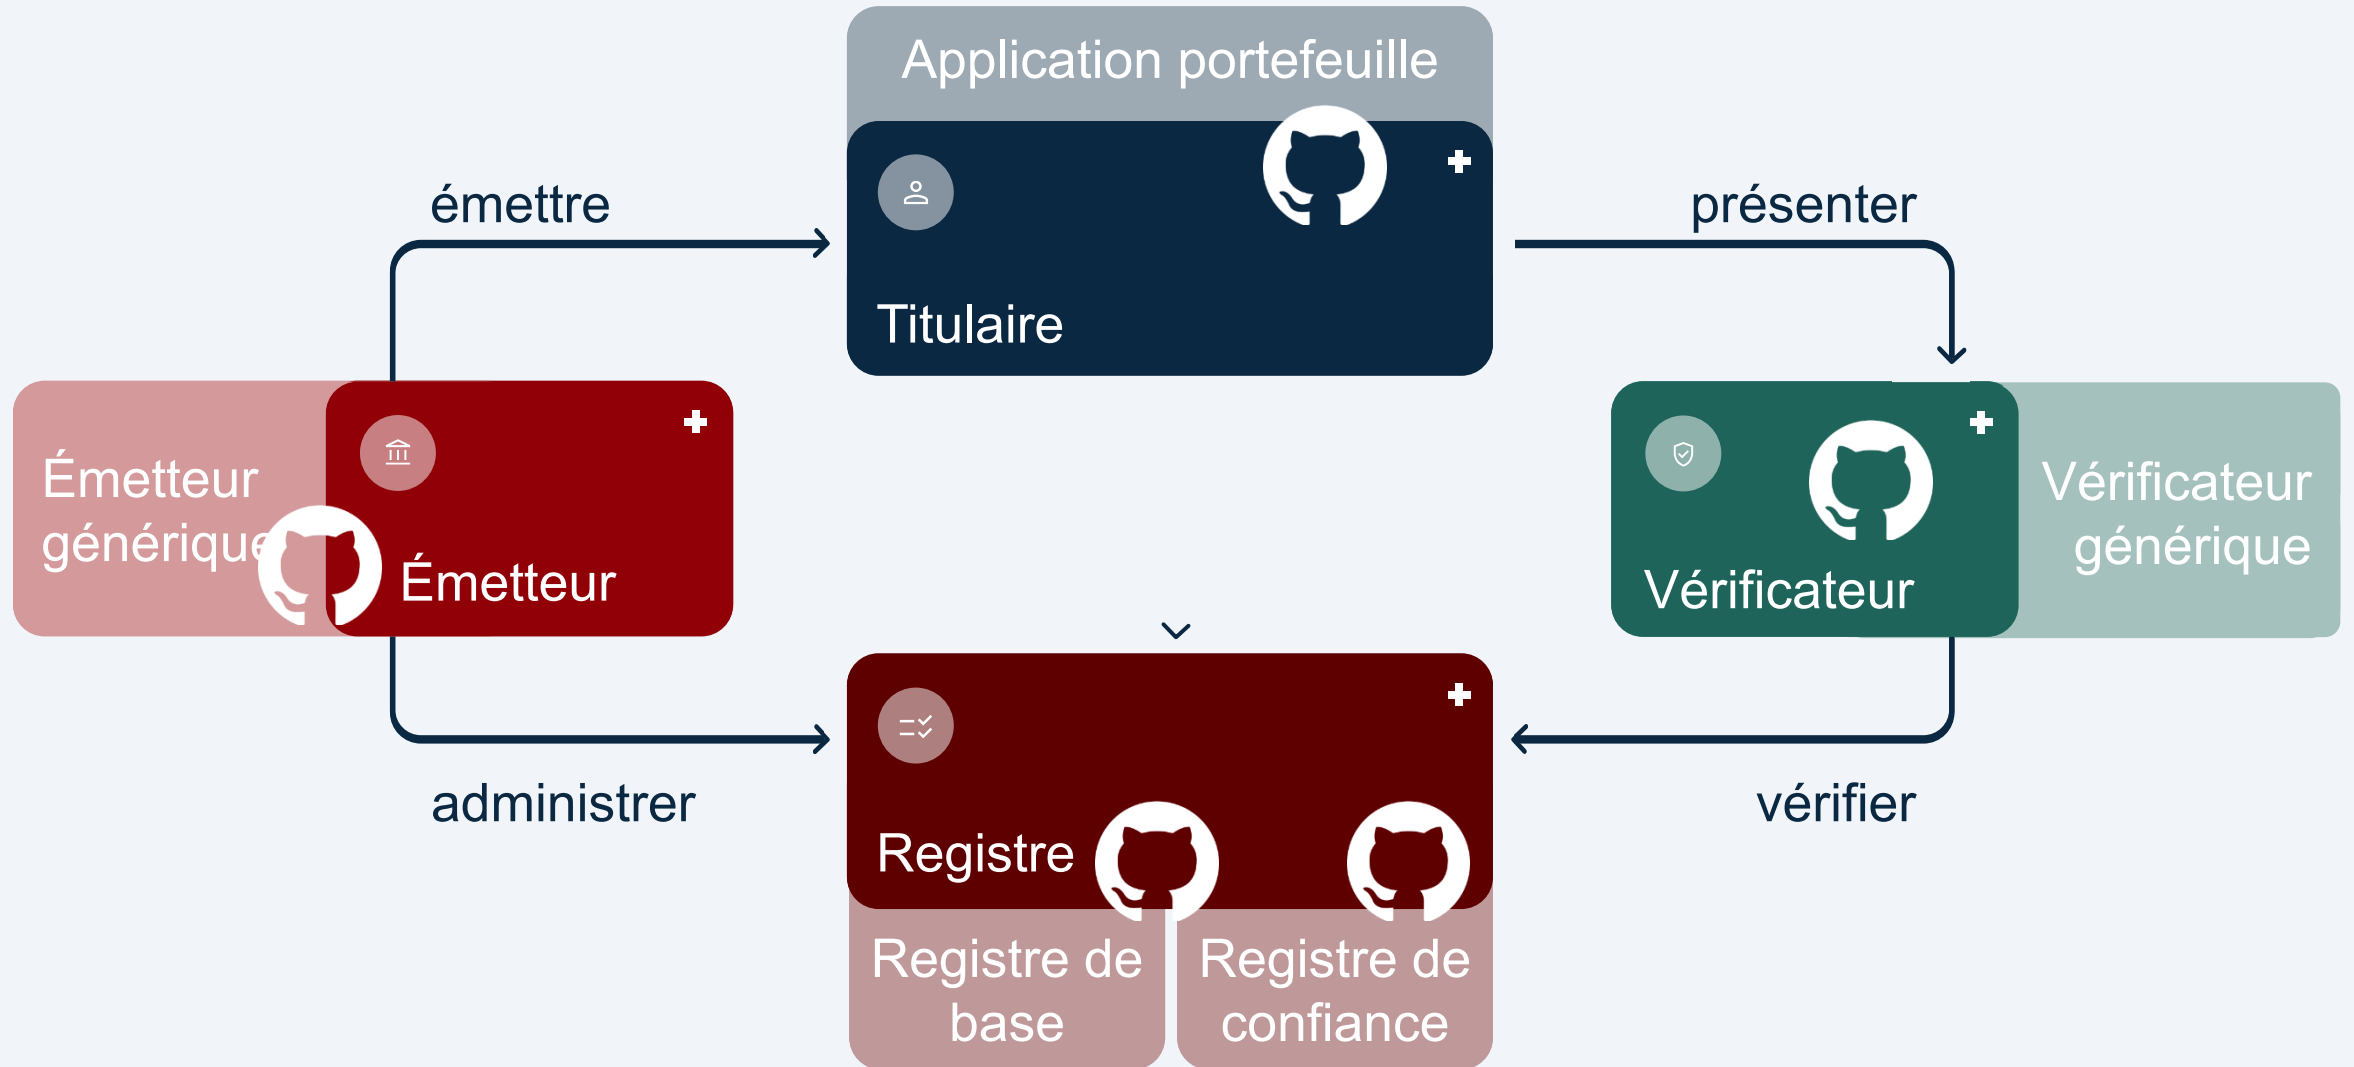 Application portefeuille
émettre
présenter
Titulaire
Émetteur
générique
Émetteur
Vérificateur
Vérificateur
générique
administrer
vérifier
Registre
Registre de
base
Registre de
confiance